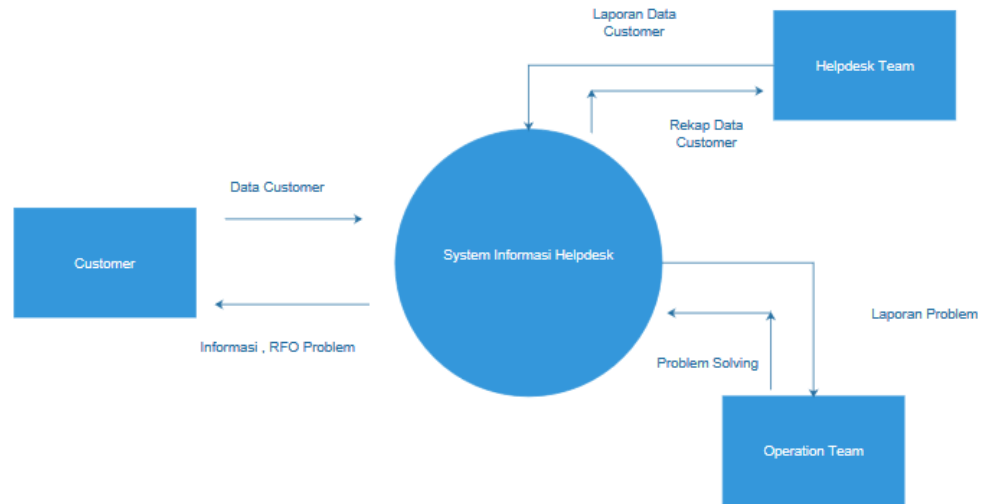 Laporan Data
Customer
Helpdesk Team
Rekap Data
Customer
Data Customer
Customer
System Informasi Helpdesk
Informasi , RFO Problem
Laporan Problem
Problem Solving
Operation Team